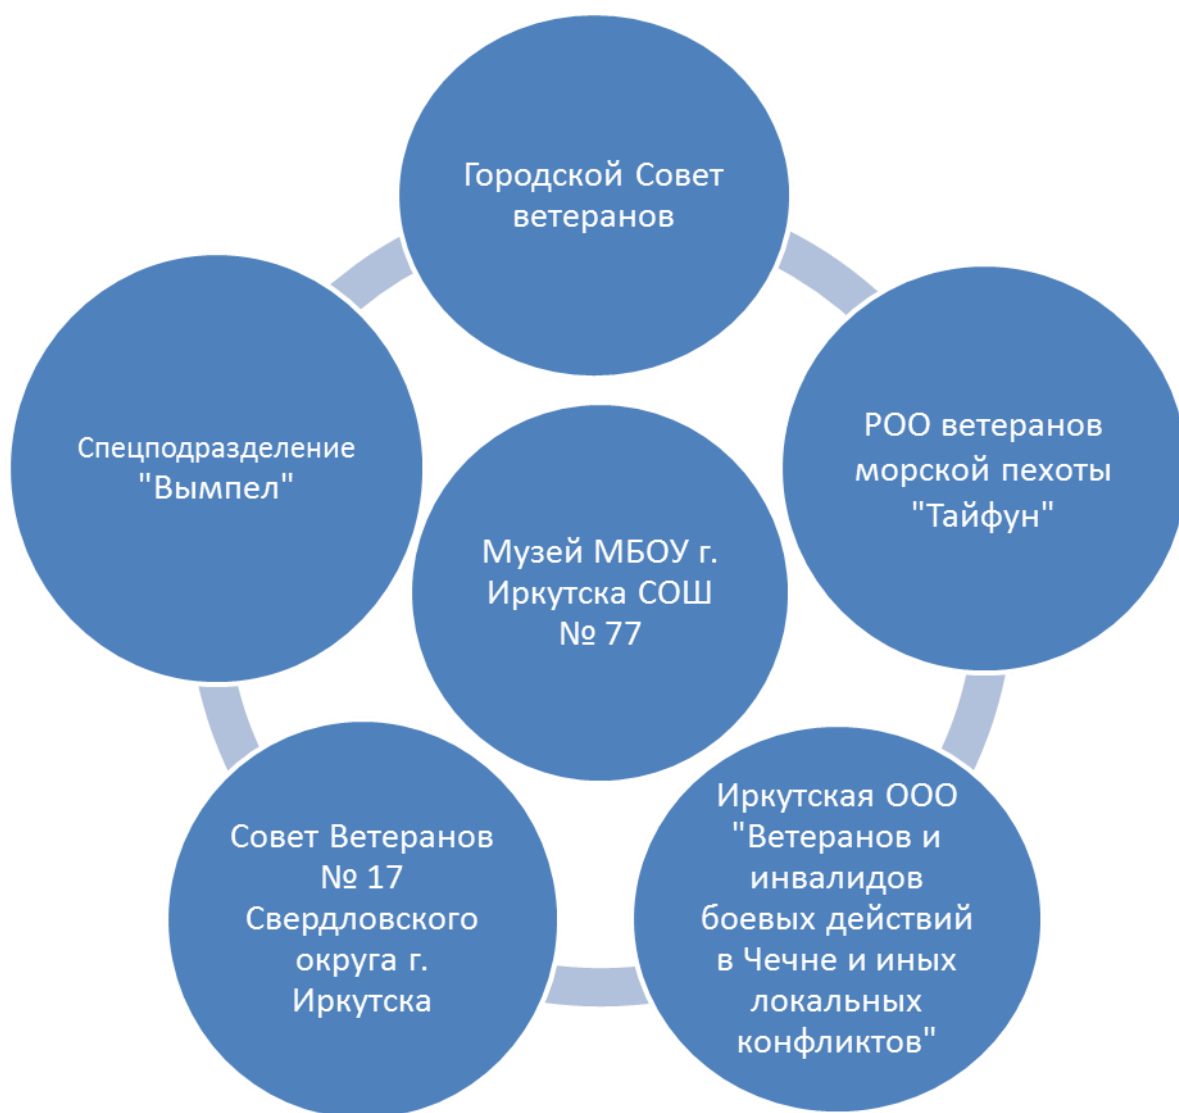 Городской Совет
ветеранов
Спецподразделение
"Вымпел"
РОО ветеранов
морской пехоты
"Тайфун"
Музей МБОУ г.
Иркутска СОШ
№ 77
Совет Ветеранов
№ 17
Свердловского
округа г.
Иркутска
Иркутская ООО
"Ветеранов и
инвалидов
боевых действий
в Чечне и иных
локальных
конфликтов"